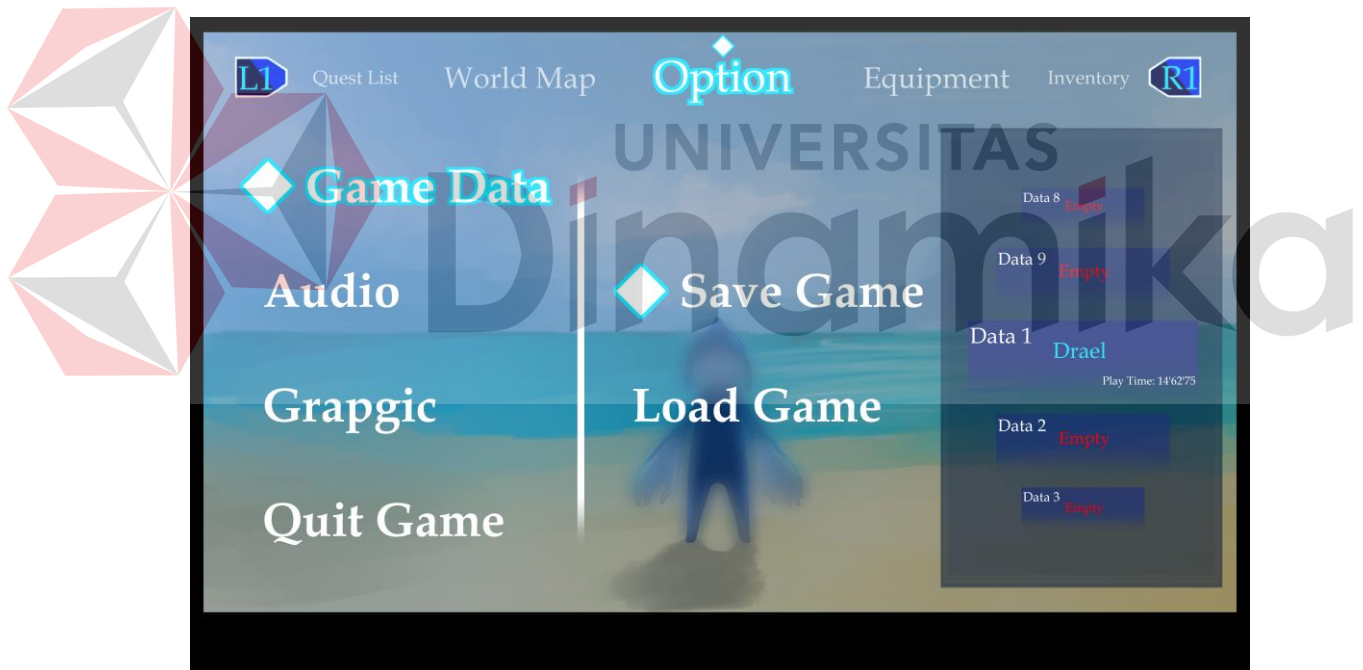 L1 Quest List World Map Option Equipment Inventory R1
UNIVERSITAS
Dinamika
Game Data
Audio
Grapgic
Quit Game
Save Game
Load Game
Data 8 Empty
Data 9 Empty
Data 1 Drael
Play Time: 14'62'75
Data 2 Empty
Data 3 Empty